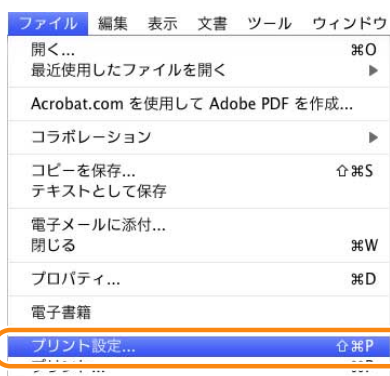 ファイル 編集 表示 文書 ツール ウィンドウ
開く... ⌘O
最近使用したファイルを開く ▶
Acrobat.com を使用して Adobe PDF を作成...
コラボレーション ▶
コピーを保存... ⇧⌘S
テキストとして保存
電子メールに添付...
閉じる ⌘W
プロパティ... ⌘D
電子書籍
プリント設定... ⇧⌘P